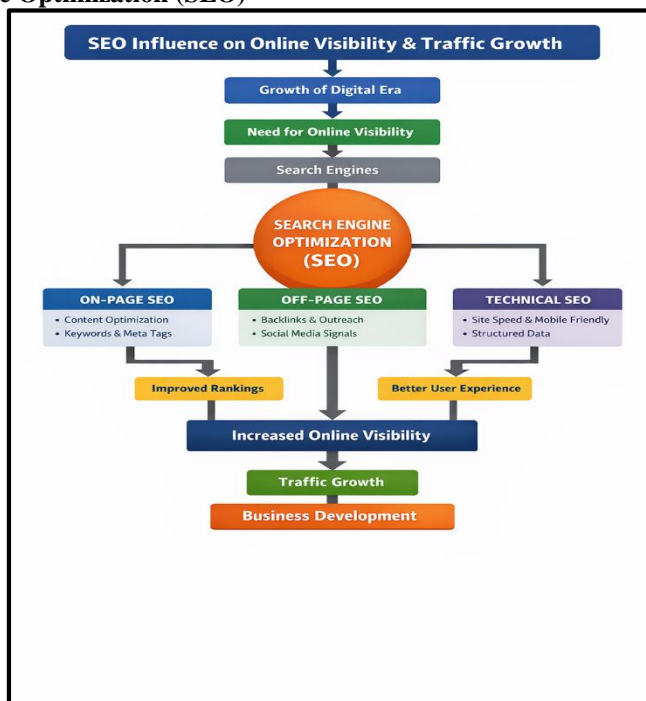 e Optimization (SEO)
SEO Influence on Online Visibility & Traffic Growth
Growth of Digital Era
Need for Online Visibility
Search Engines
SEARCH ENGINE
OPTIMIZATION
(SEO)
ON-PAGE SEO
• Content Optimization
• Keywords & Meta Tags
OFF-PAGE SEO
• Backlinks & Outreach
• Social Media Signals
TECHNICAL SEO
• Site Speed & Mobile Friendly
• Structured Data
Improved Rankings
Better User Experience
Increased Online Visibility
Traffic Growth
Business Development